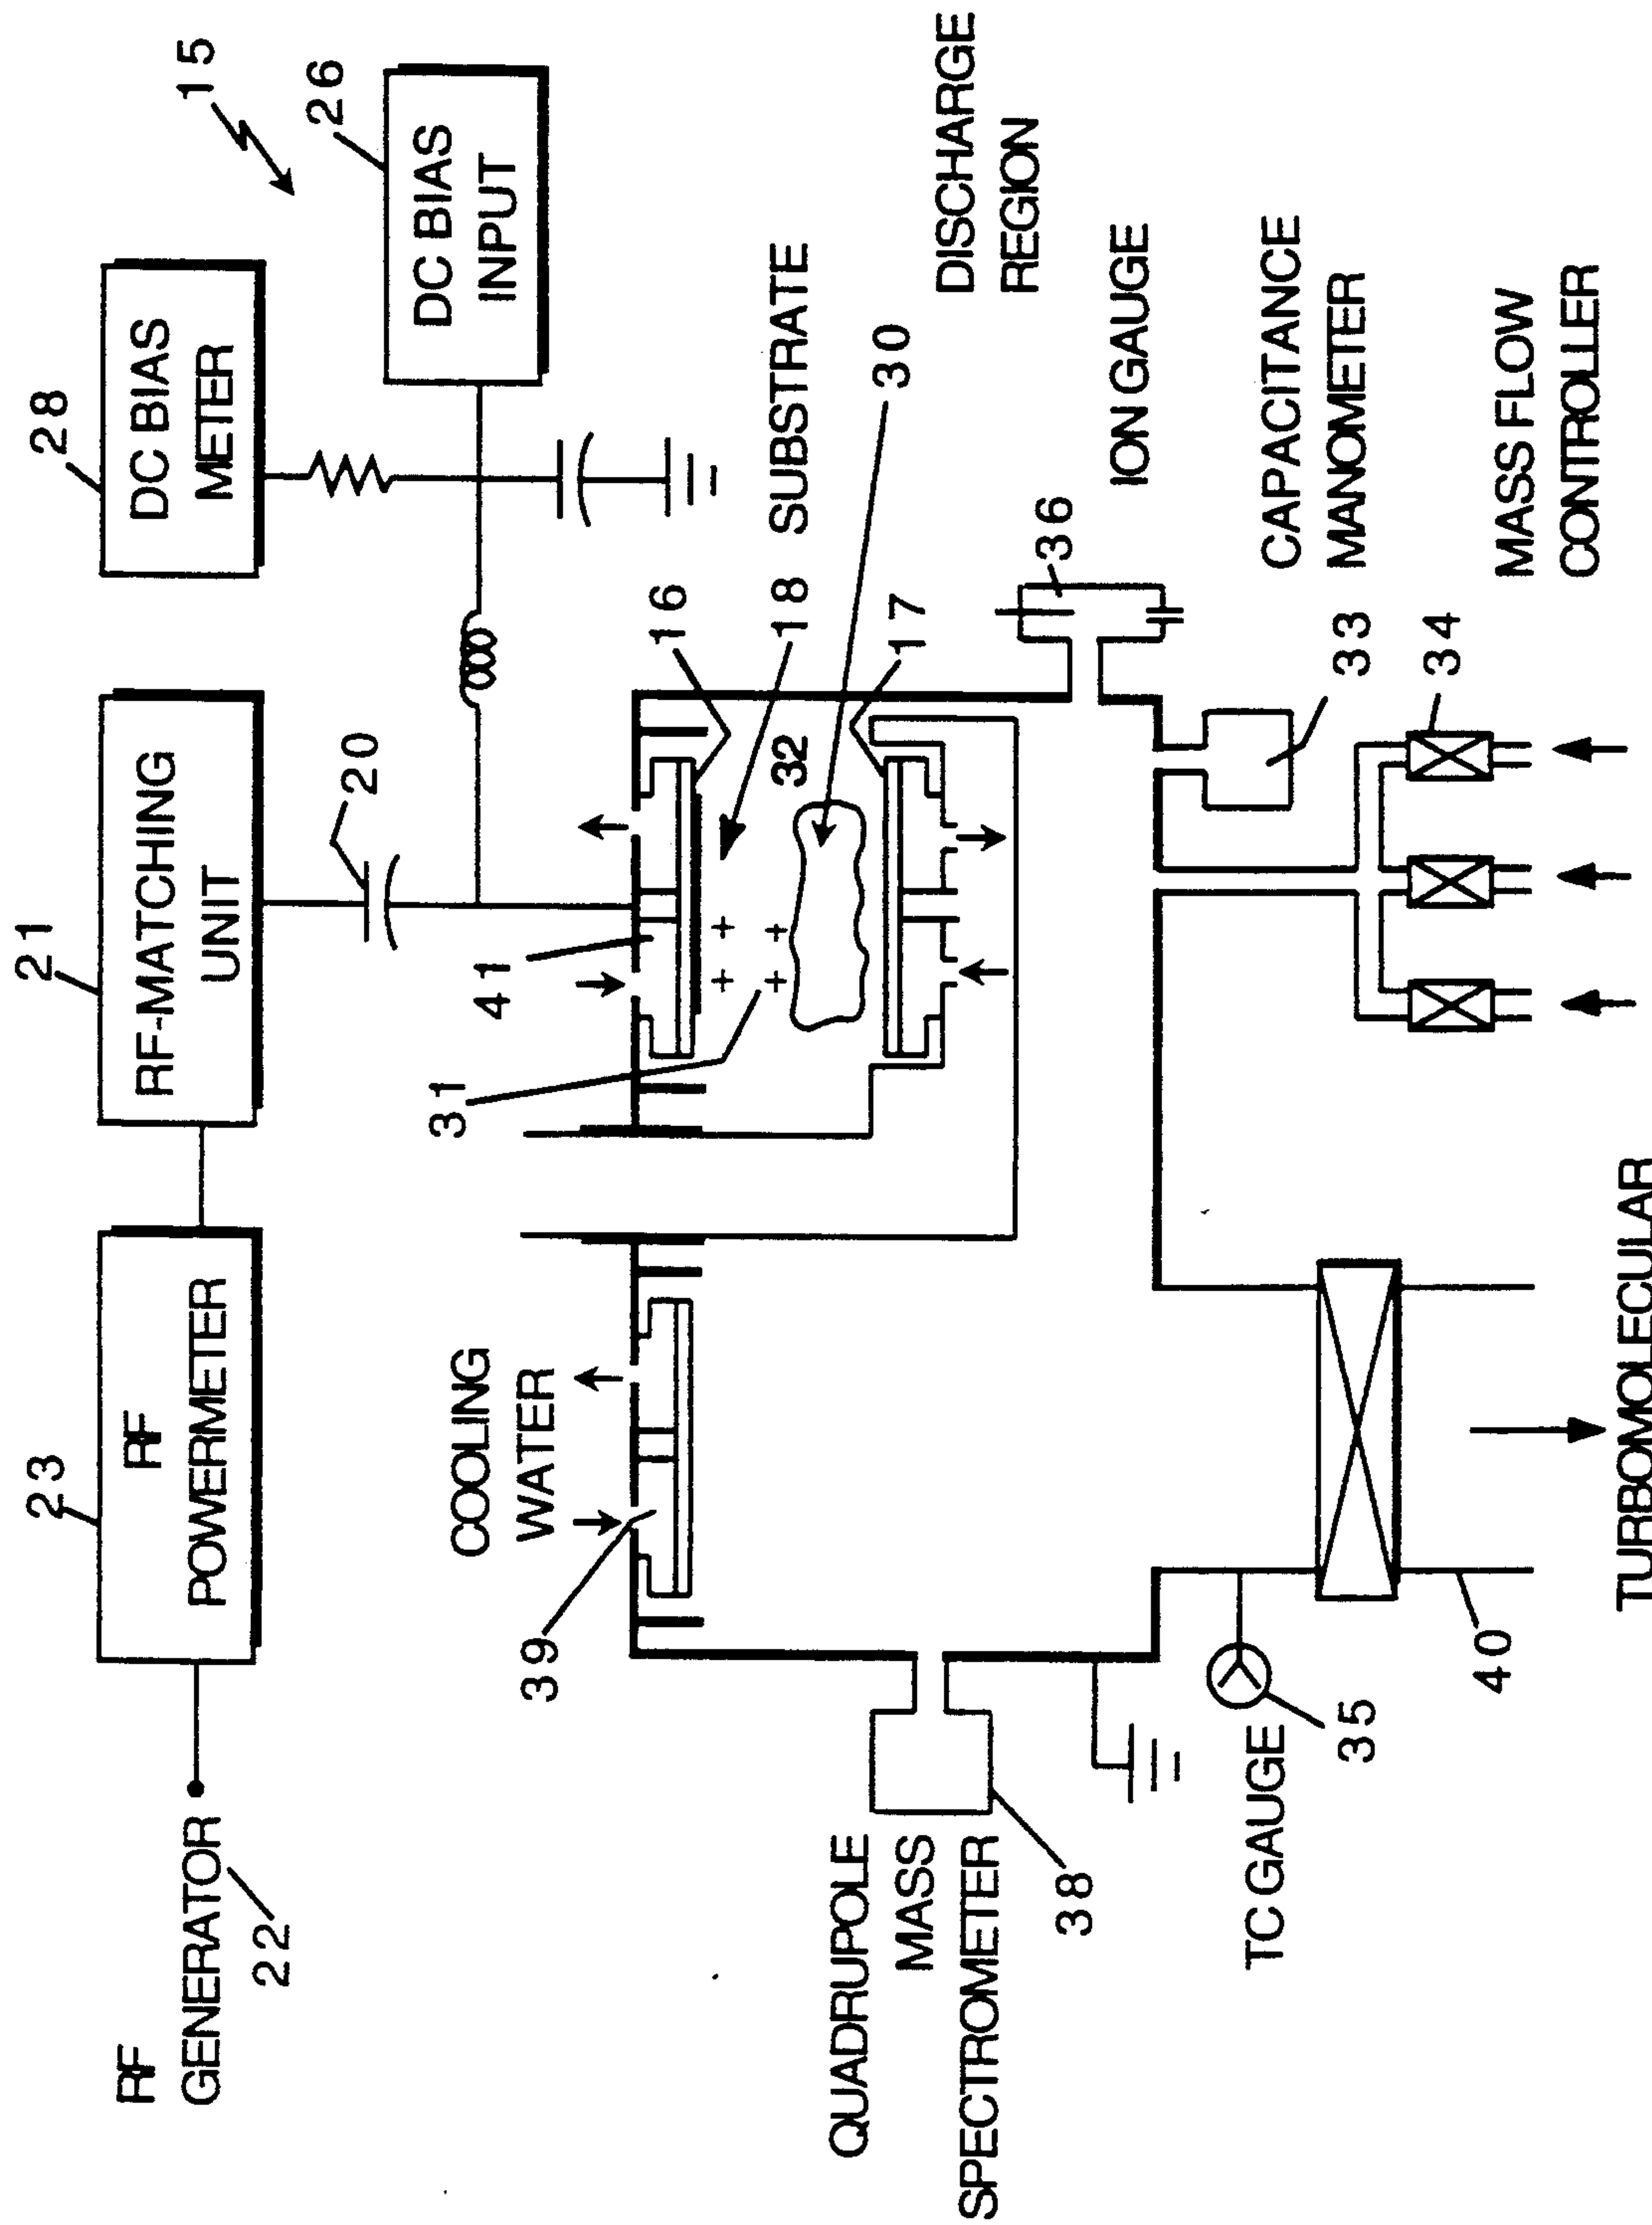 15
28
DC BIAS
METER
26
DC BIAS
INPUT
21
RF-MATCHING
UNIT
23
RF
POWERMETER
RF
GENERATOR
22
20
41
31
COOLING
WATER
39
16
18 SUBSTRATE
32
30
17
DISCHARGE
REGION
36
ION GAUGE
33
CAPACITANCE
MANOMETER
34
MASS FLOW
CONTROLLER
QUADRUPOLE
MASS
SPECTROMETER
38
TC GAUGE
35
40
TURBOMOLECULAR